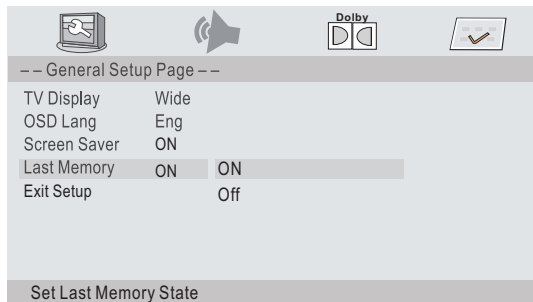 Dolby
-- General Setup Page --
TV Display Wide
OSD Lang Eng
Screen Saver ON
Last Memory ON ON
Exit Setup Off
Set Last Memory State